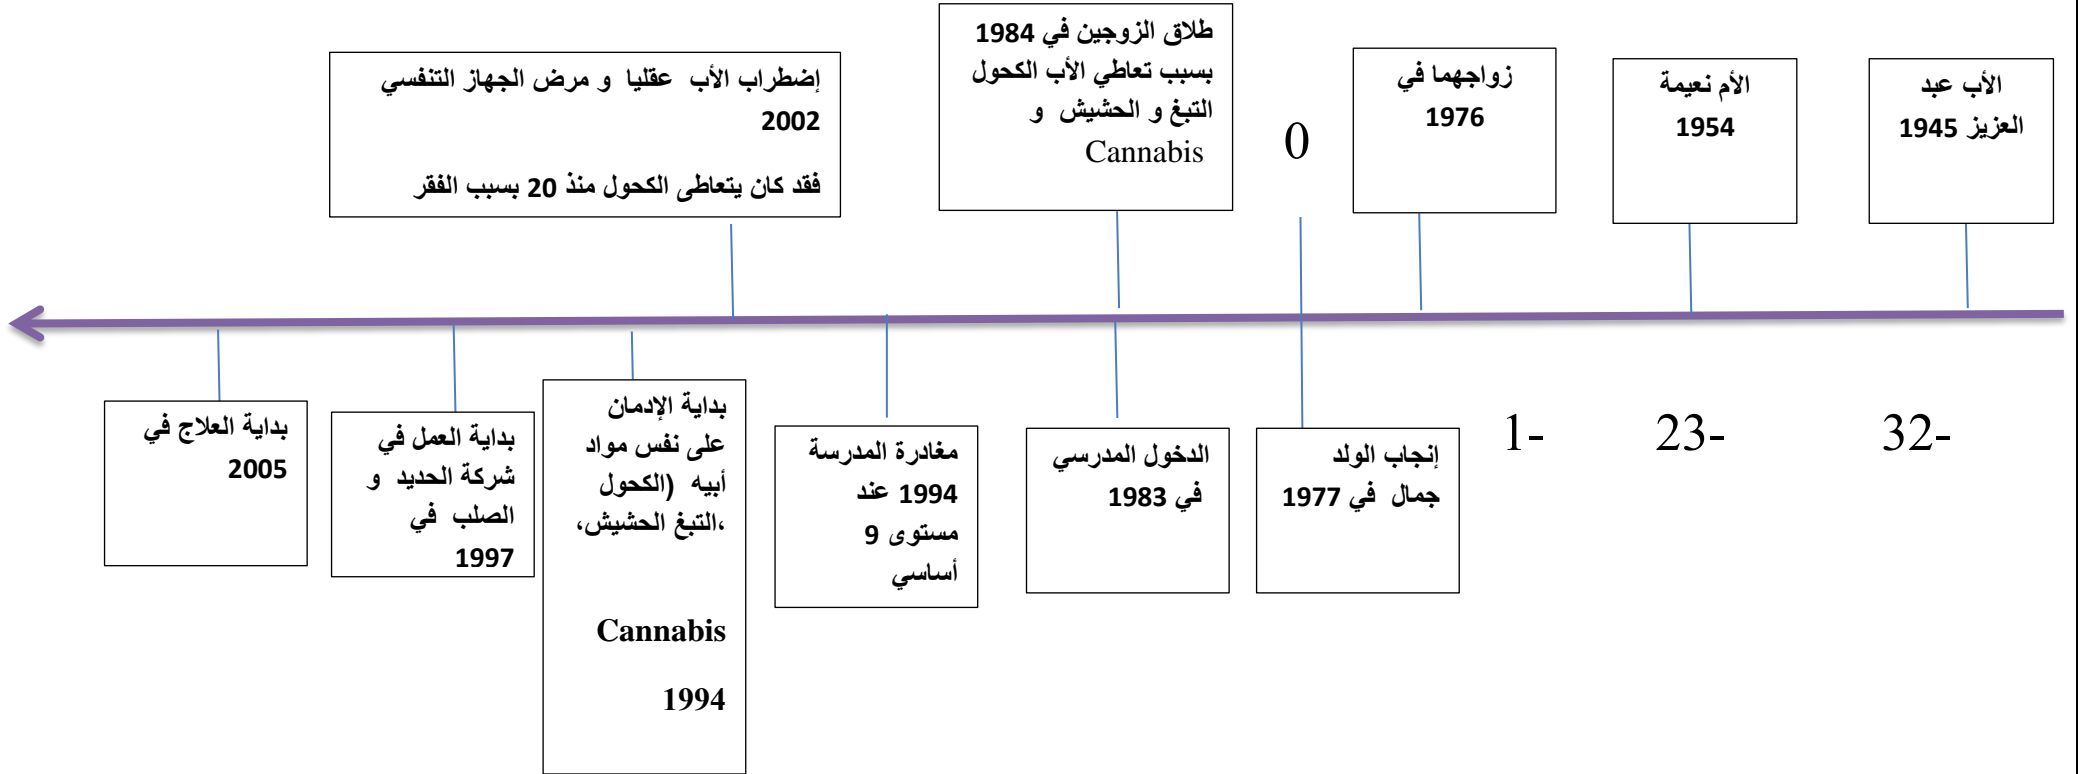 الأب عبد
العزيز 1945
الأم نعيمة
1954
زواجهما في
1976
0
طلاق الزوجين في 1984
بسبب تعاطي الأب الكحول
التبغ و الحشيش و
Cannabis
إضطراب الأب عقليا و مرض الجهاز التنفسي
2002
فقد كان يتعاطى الكحول منذ 20 بسبب الفقر
32-
23-
1-
إنجاب الولد
جمال في 1977
الدخول المدرسي
في 1983
مغادرة المدرسة
1994 عند
مستوى 9
أساسي
بداية الإدمان
على نفس مواد
أبيه (الكحول
،التبغ الحشيش،
Cannabis
1994
بداية العمل في
شركة الحديد و
الصلب في
1997
بداية العلاج في
2005